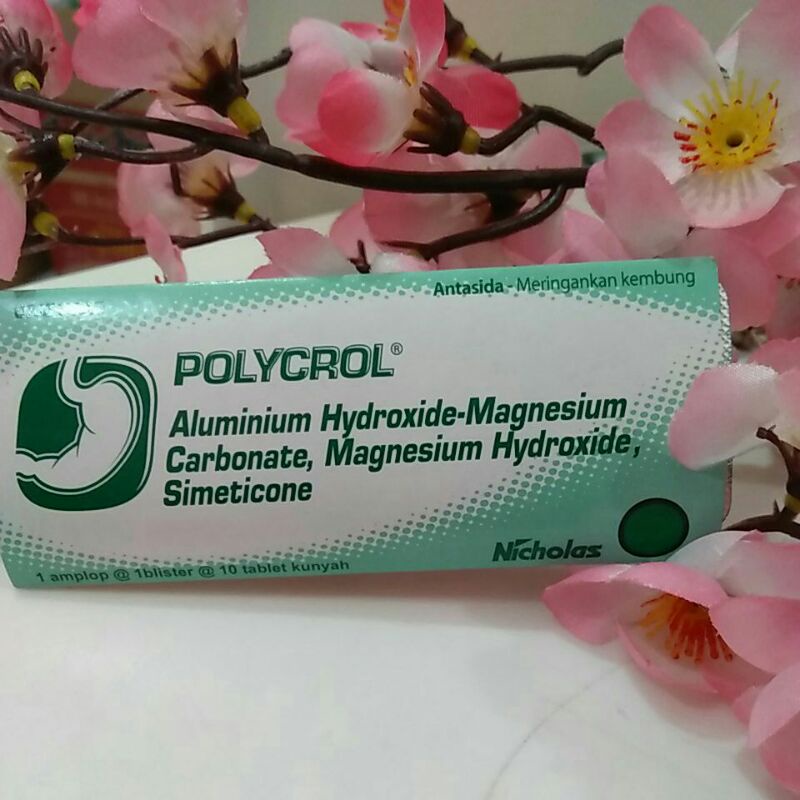 Antasida - Meringankan kembung
POLYCROL®
Aluminium Hydroxide-Magnesium
Carbonate, Magnesium Hydroxide,
Simeticone
Nicholas
1 amplop @ 1blister @ 10 tablet kunyah